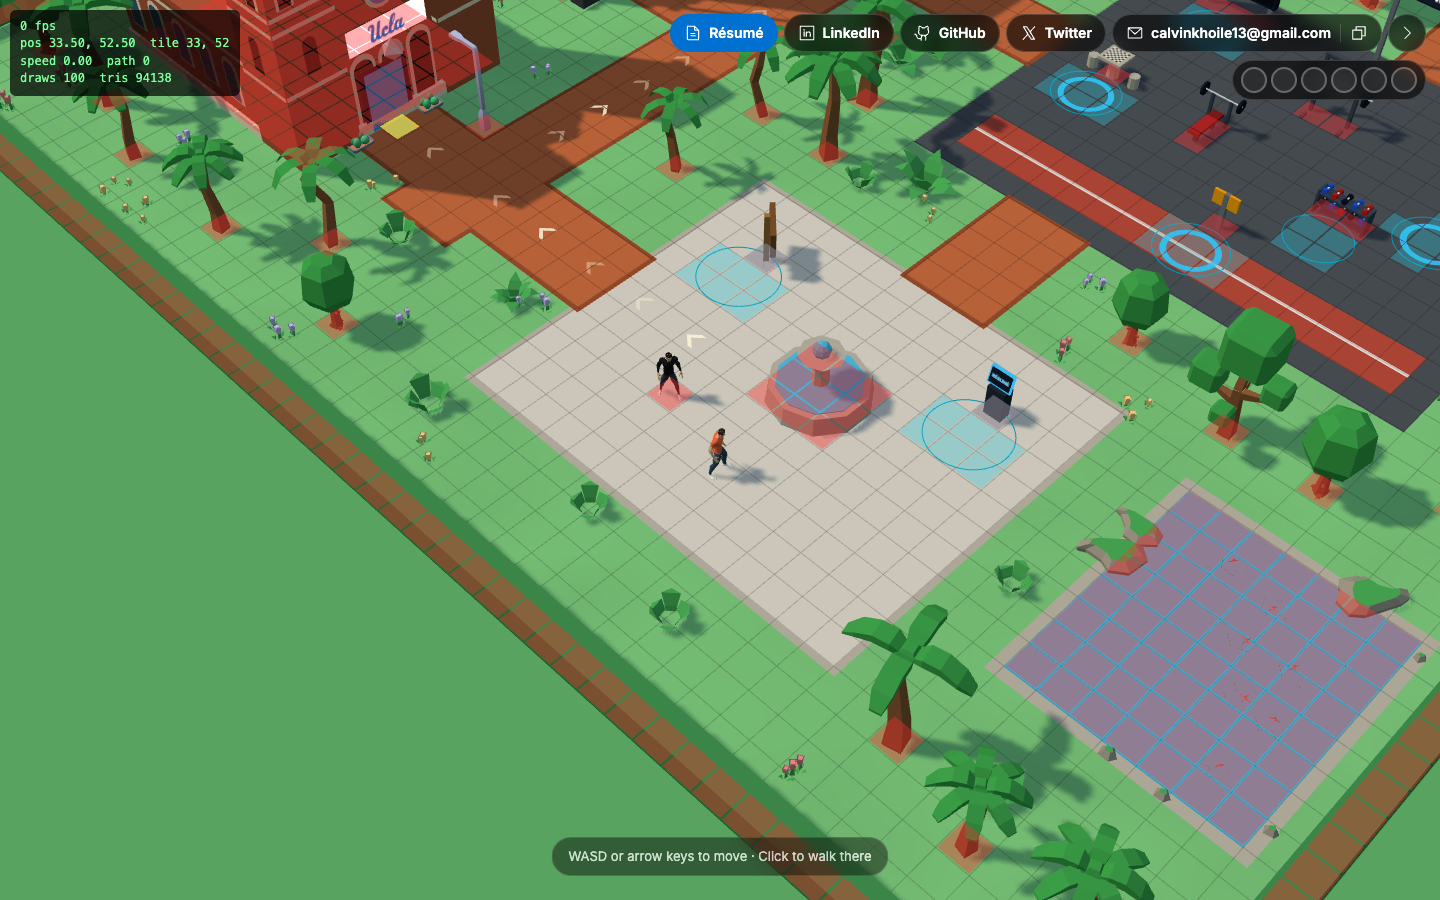 0 fps
pos 33.50, 52.50 tile 33, 52
speed 0.00 path 0
draws 100 tris 94138
Ucla
Résumé
LinkedIn
GitHub
Twitter
calvinkhoile13@gmail.com
RÉSUMÉ
WASD or arrow keys to move · Click to walk there